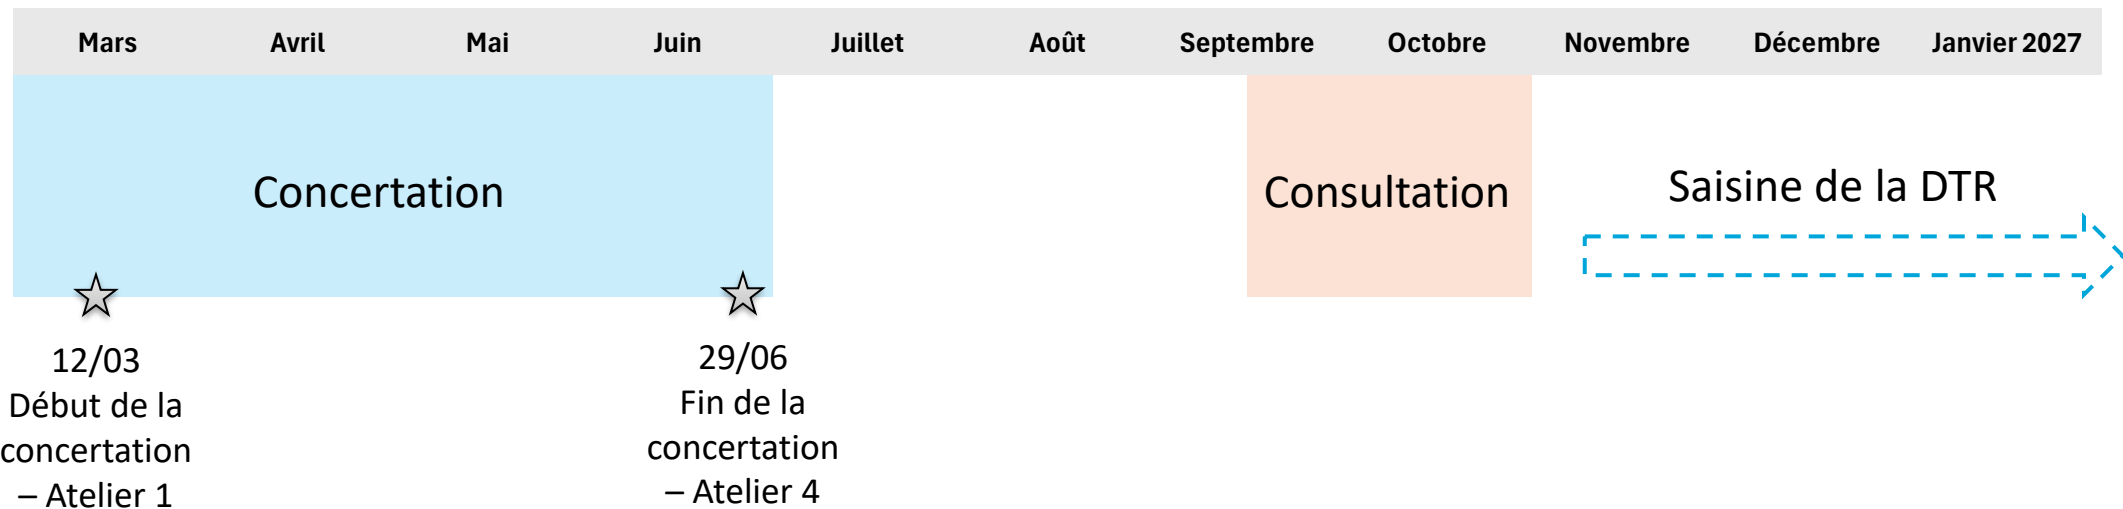 Mars Avril Mai Juin Juillet Août Septembre Octobre Novembre Décembre Janvier 2027
Concertation
Consultation
Saisine de la DTR
12/03
Début de la
concertation
– Atelier 1
29/06
Fin de la
concertation
– Atelier 4